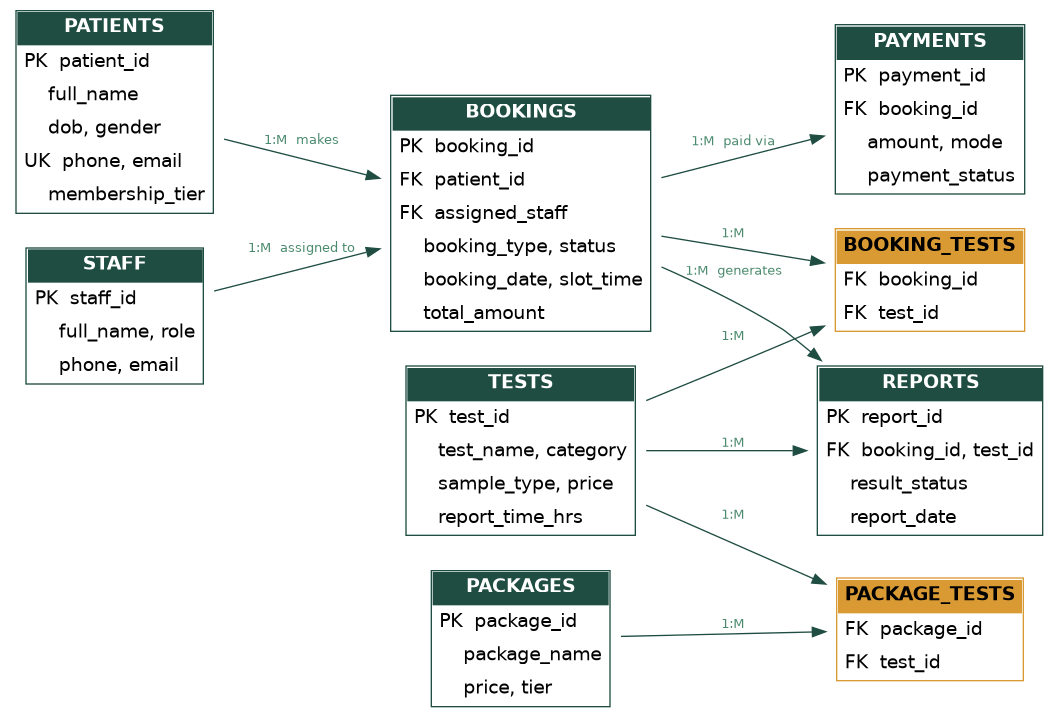 PATIENTS
PK patient_id
full_name
dob, gender
UK phone, email
membership_tier
STAFF
PK staff_id
full_name, role
phone, email
1:M makes
1:M assigned to
BOOKINGS
PK booking_id
FK patient_id
FK assigned_staff
booking_type, status
booking_date, slot_time
total_amount
TESTS
PK test_id
test_name, category
sample_type, price
report_time_hrs
PACKAGES
PK package_id
package_name
price, tier
1:M paid via
1:M
1:M generates
1:M
1:M
1:M
1:M
PAYMENTS
PK payment_id
FK booking_id
amount, mode
payment_status
BOOKING_TESTS
FK booking_id
FK test_id
REPORTS
PK report_id
FK booking_id, test_id
result_status
report_date
PACKAGE_TESTS
FK package_id
FK test_id